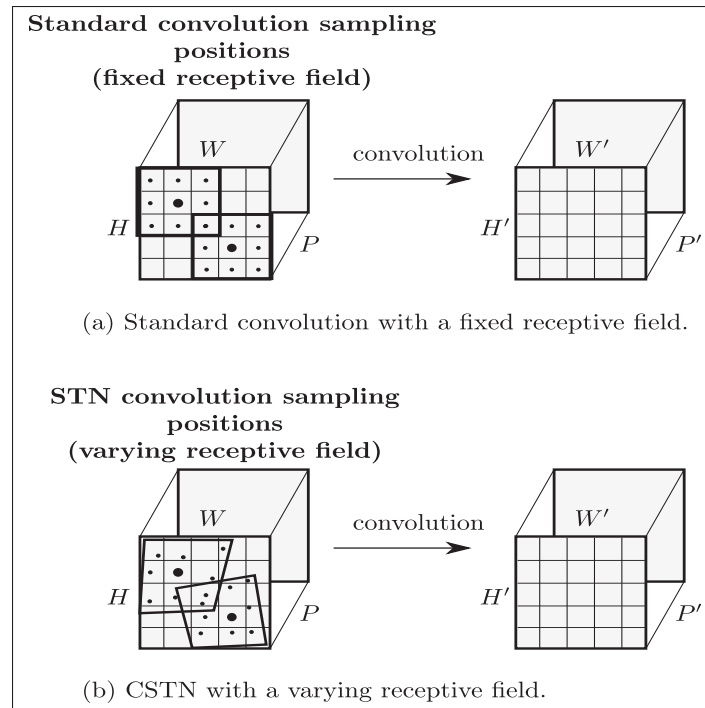 Standard convolution sampling
positions
(fixed receptive field)
W
convolution
W′
H
H′
P
P′
(a) Standard convolution with a fixed receptive field.
STN convolution sampling
positions
(varying receptive field)
W
convolution
W′
H
H′
P
P′
(b) CSTN with a varying receptive field.